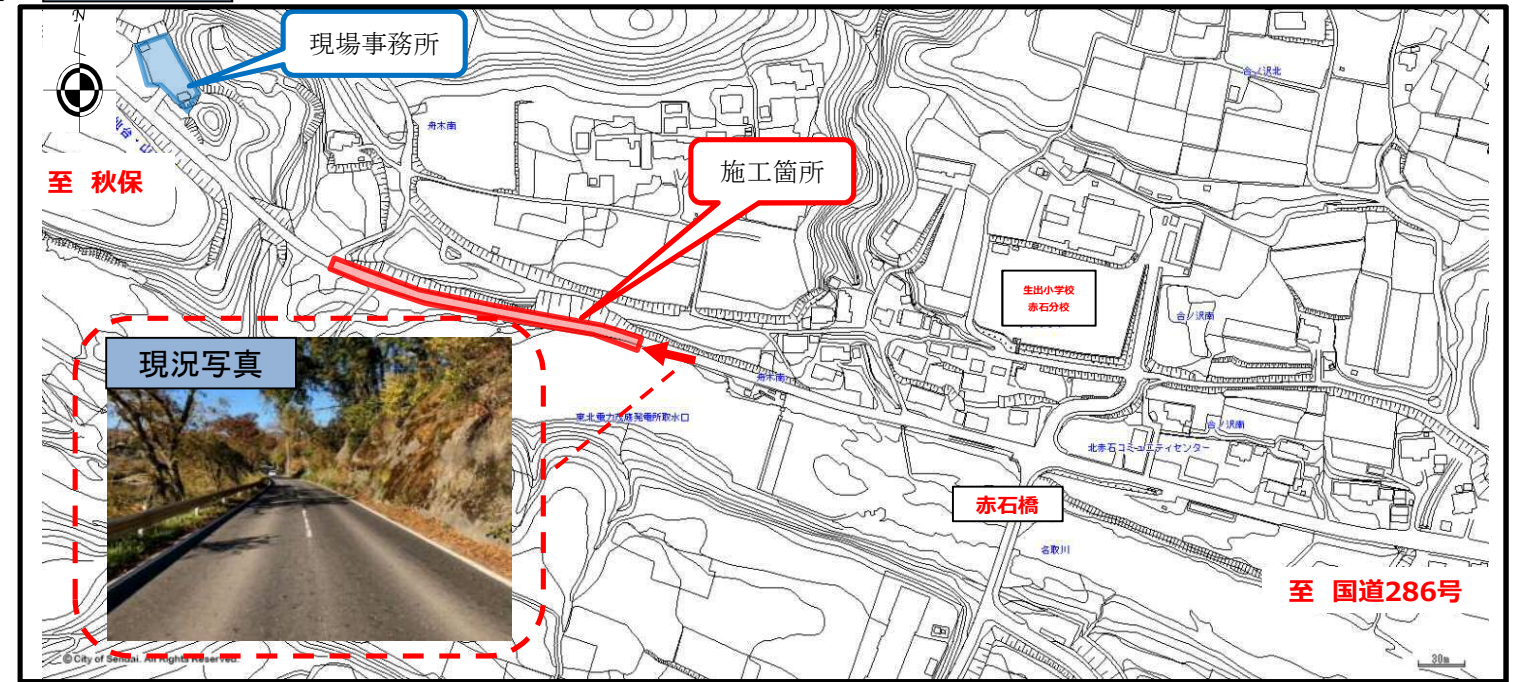 N
現場事務所
合ノ沢北
舟木南
至 秋保
施工箇所
生出小学校
赤石分校
合ノ沢南
現況写真
舟木南
東北電力茂庭発電所取水口
合ノ沢南
北赤石コミュニティセンター
赤石橋
名取川
至 国道286号
© City of Sendai. All Rights Reserved.
30m